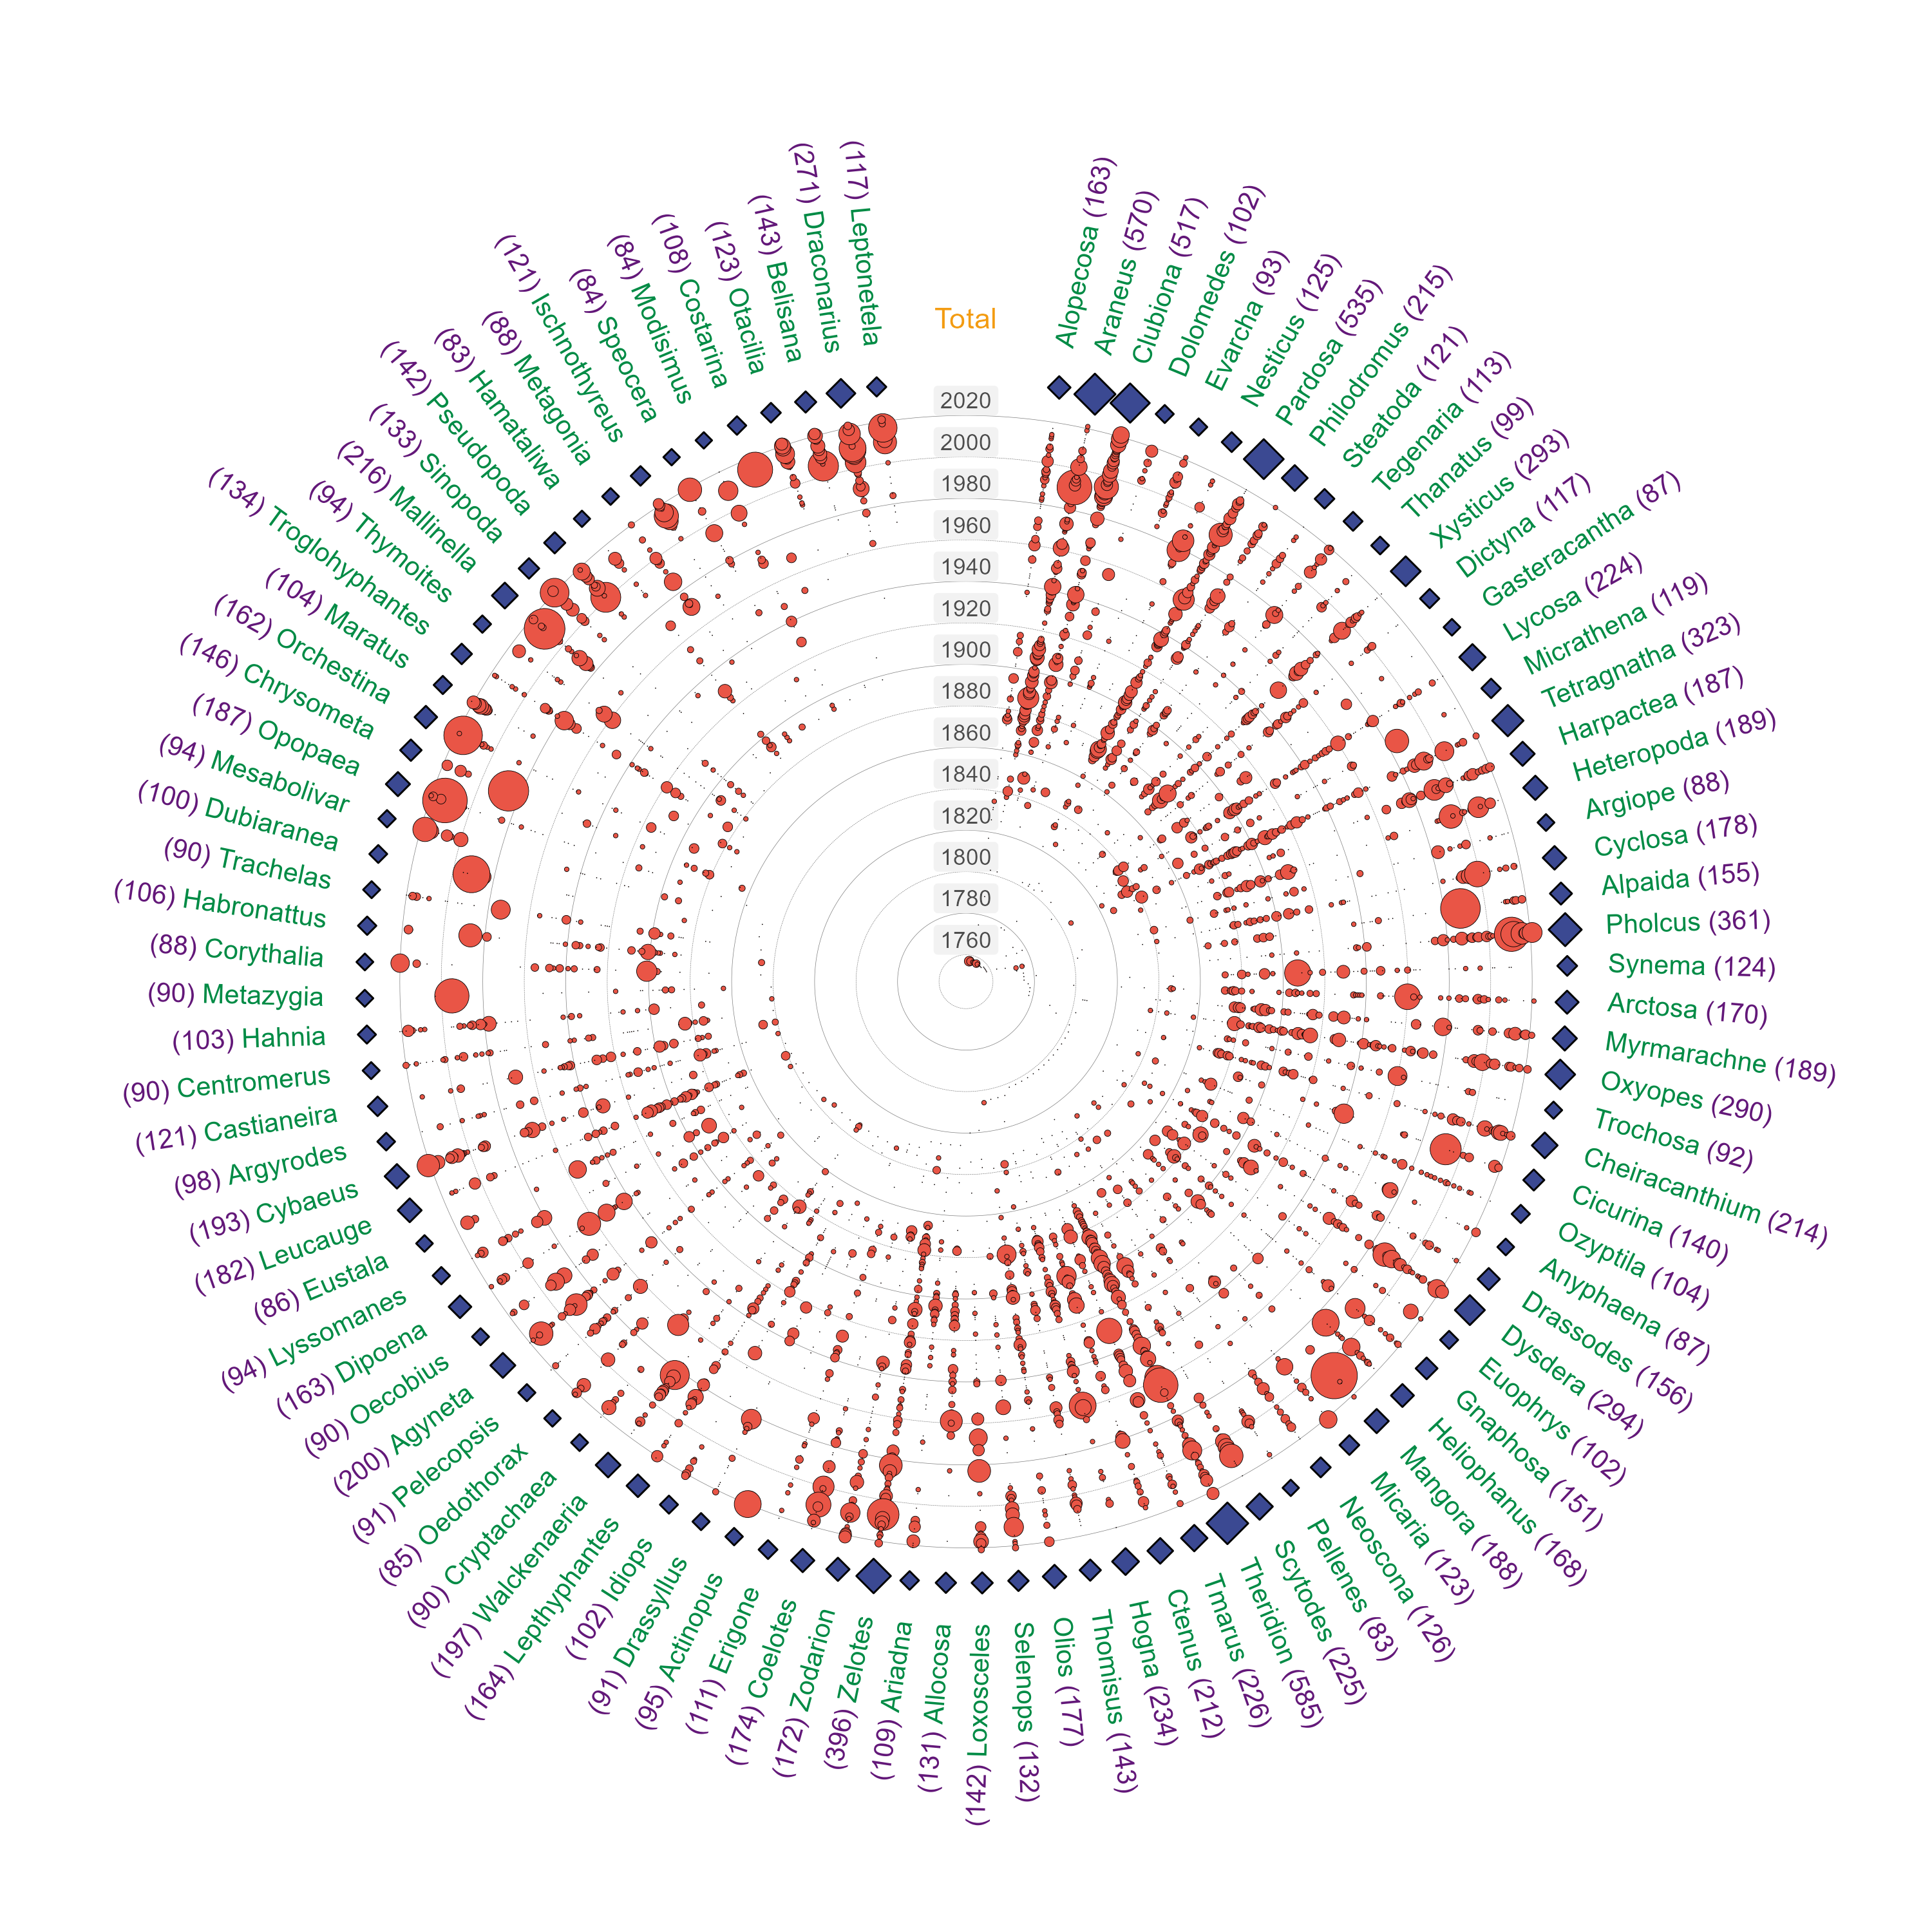 Total
2020
2000
1980
1960
1940
1920
1900
1880
1860
1840
1820
1800
1780
1760
Alopecosa (163)
Araneus (570)
Clubiona (517)
Dolomedes (102)
Evarcha (93)
Nesticus (125)
Pardosa (535)
Philodromus (215)
Steatoda (121)
Tegenaria (113)
Thanatus (99)
Xysticus (293)
Dictyna (117)
Gasteracantha (87)
Lycosa (224)
Micrathena (119)
Tetragnatha (323)
Harpactea (187)
Heteropoda (189)
Argiope (88)
Cyclosa (178)
Alpaida (155)
Pholcus (361)
Synema (124)
Arctosa (170)
Myrmarachne (189)
Oxyopes (290)
Trochosa (92)
Cheiracanthium (214)
Cicurina (140)
Ozyptila (104)
Anyphaena (87)
Drassodes (156)
Dysdera (294)
Euophrys (102)
Gnaphosa (151)
Heliophanus (168)
Mangora (188)
Micaria (123)
Neoscona (126)
Pellenes (83)
Scytodes (225)
Theridion (585)
Tmarus (226)
Ctenus (212)
Hogna (234)
Thomisus (143)
Olios (177)
Selenops (132)
(142) Loxosceles
(131) Allocosa
(109) Ariadna
(396) Zelotes
(172) Zodarion
(174) Coelotes
(111) Erigone
(95) Actinopus
(91) Drassyllus
(102) Idiops
(164) Lepthyphantes
(197) Walckenaeria
(90) Cryptachaea
(85) Oedothorax
(91) Pelecopsis
(200) Agyneta
(90) Oecobius
(163) Dipoena
(94) Lyssomanes
(86) Eustala
(182) Leucauge
(193) Cybaeus
(98) Argyrodes
(121) Castianeira
(90) Centromerus
(103) Hahnia
(90) Metazygia
(88) Corythalia
(106) Habronattus
(90) Trachelas
(100) Dubiaranea
(94) Mesabolivar
(187) Opopaea
(146) Chrysometa
(162) Orchestina
(104) Maratus
(134) Troglohyphantes
(94) Thymoites
(216) Mallinella
(133) Sinopoda
(142) Pseudopoda
(83) Hamataliwa
(88) Metagonia
(121) Ischnothyreus
(84) Speocera
(84) Modisimus
(108) Costarina
(123) Otacilia
(143) Belisana
(271) Draconarius
(117) Leptonetela